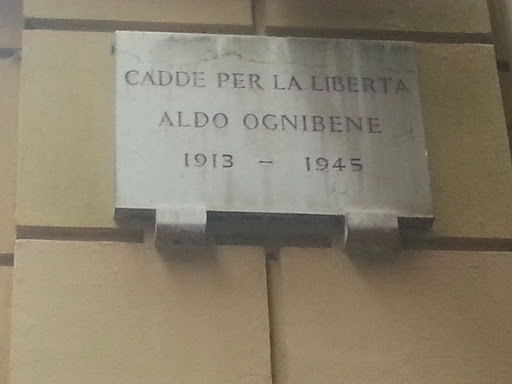 CADDE PER LA LIBERTA
ALDO OGNIBENE
1913 - 1945